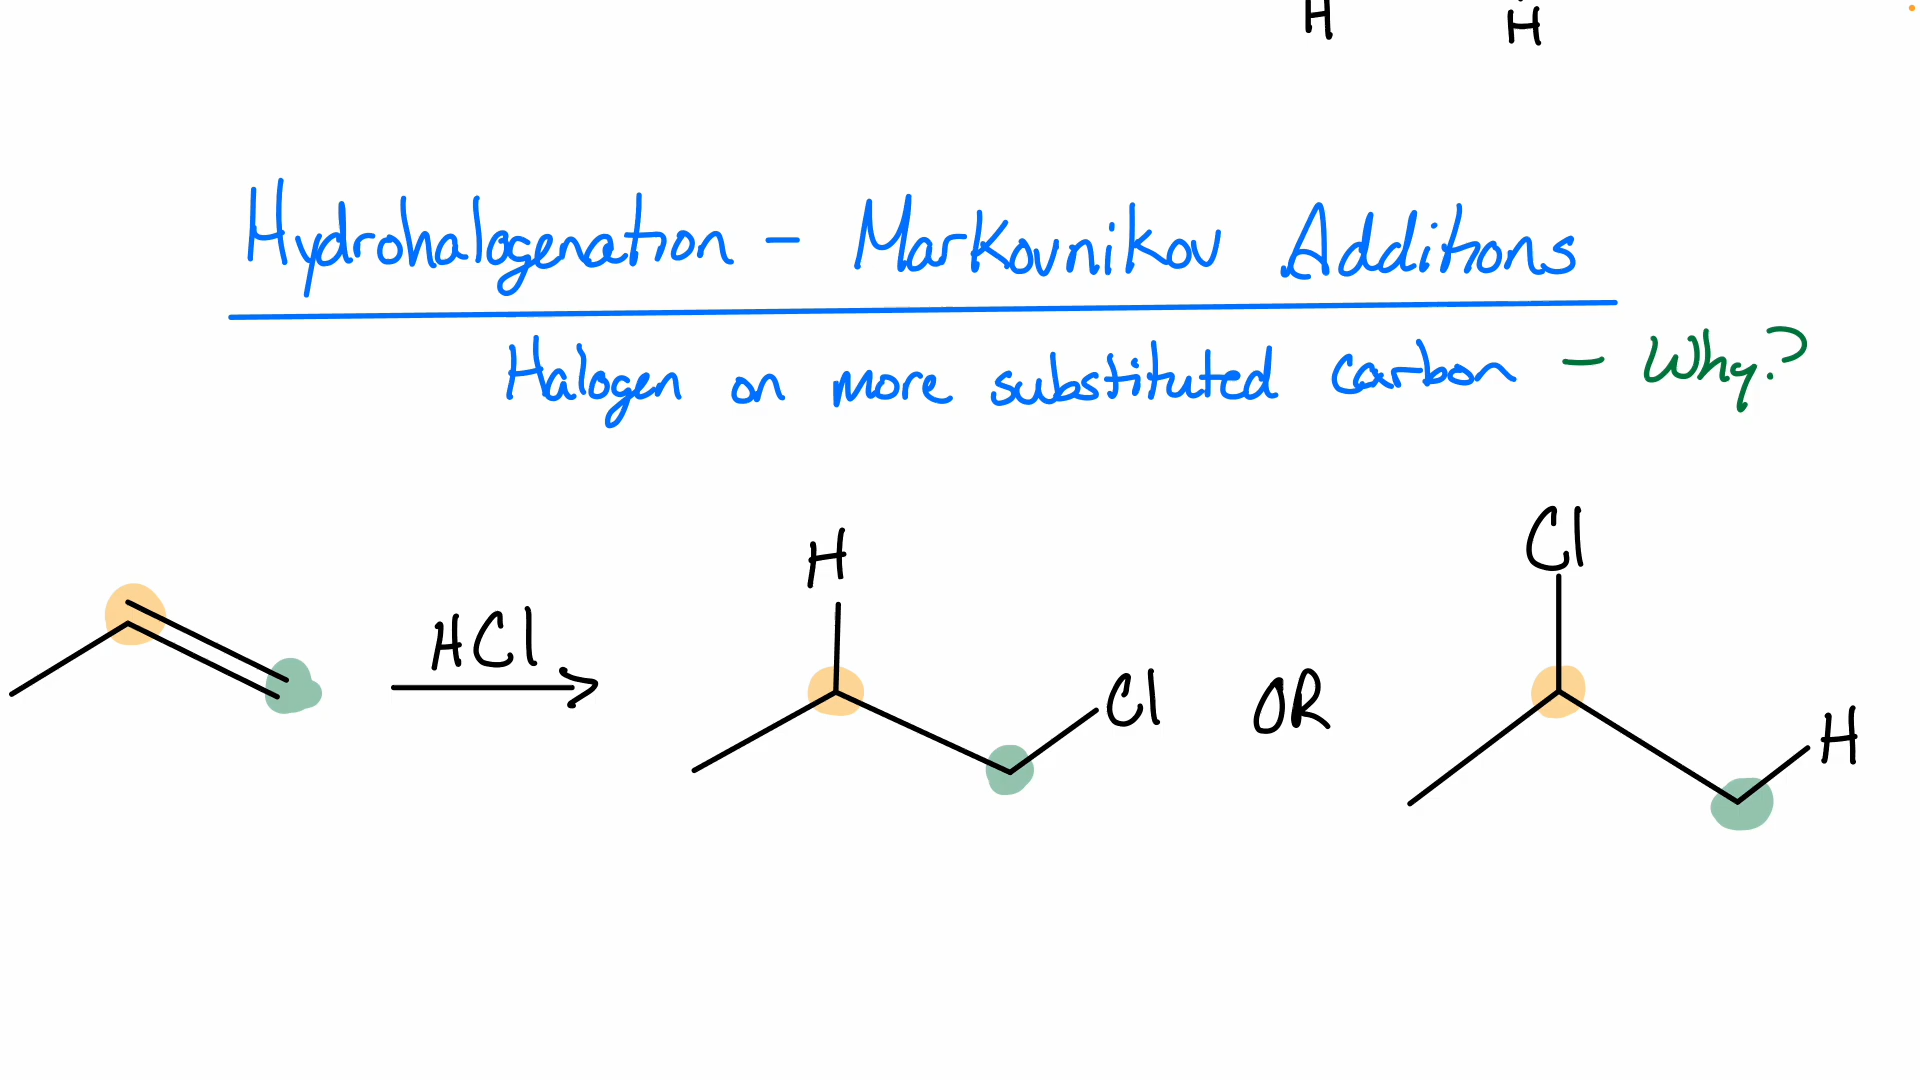 H H
Hydrohalogenation - Markovnikov Additions
Halogen on more substituted carbon - Why?
H Cl
HCl Cl OR H